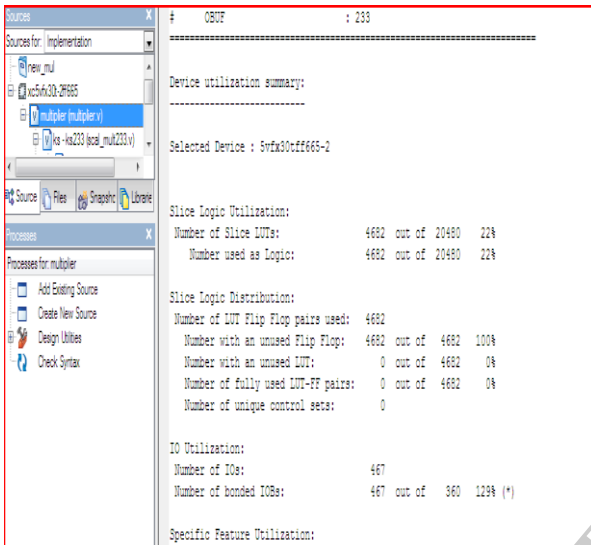 Sources X
Sources for: Implementation
new_mul
xc5vfx30t-2ff665
multiplier (multiplier.v)
ks - ks233 (scal_mult233.v)
Source Files Snapshc Librarie
Processes X
Processes for: multiplier
Add Existing Source
Create New Source
Design Utilities
Check Syntax
# OBUF : 233
=========================================================================
Device utilization summary:
---------------------------
Selected Device : 5vfx30tff665-2
Slice Logic Utilization:
Number of Slice LUTs: 4682 out of 20480 22%
Number used as Logic: 4682 out of 20480 22%
Slice Logic Distribution:
Number of LUT Flip Flop pairs used: 4682
Number with an unused Flip Flop: 4682 out of 4682 100%
Number with an unused LUT: 0 out of 4682 0%
Number of fully used LUT-FF pairs: 0 out of 4682 0%
Number of unique control sets: 0
IO Utilization:
Number of IOs: 467
Number of bonded IOBs: 467 out of 360 129% (*)
Specific Feature Utilization: